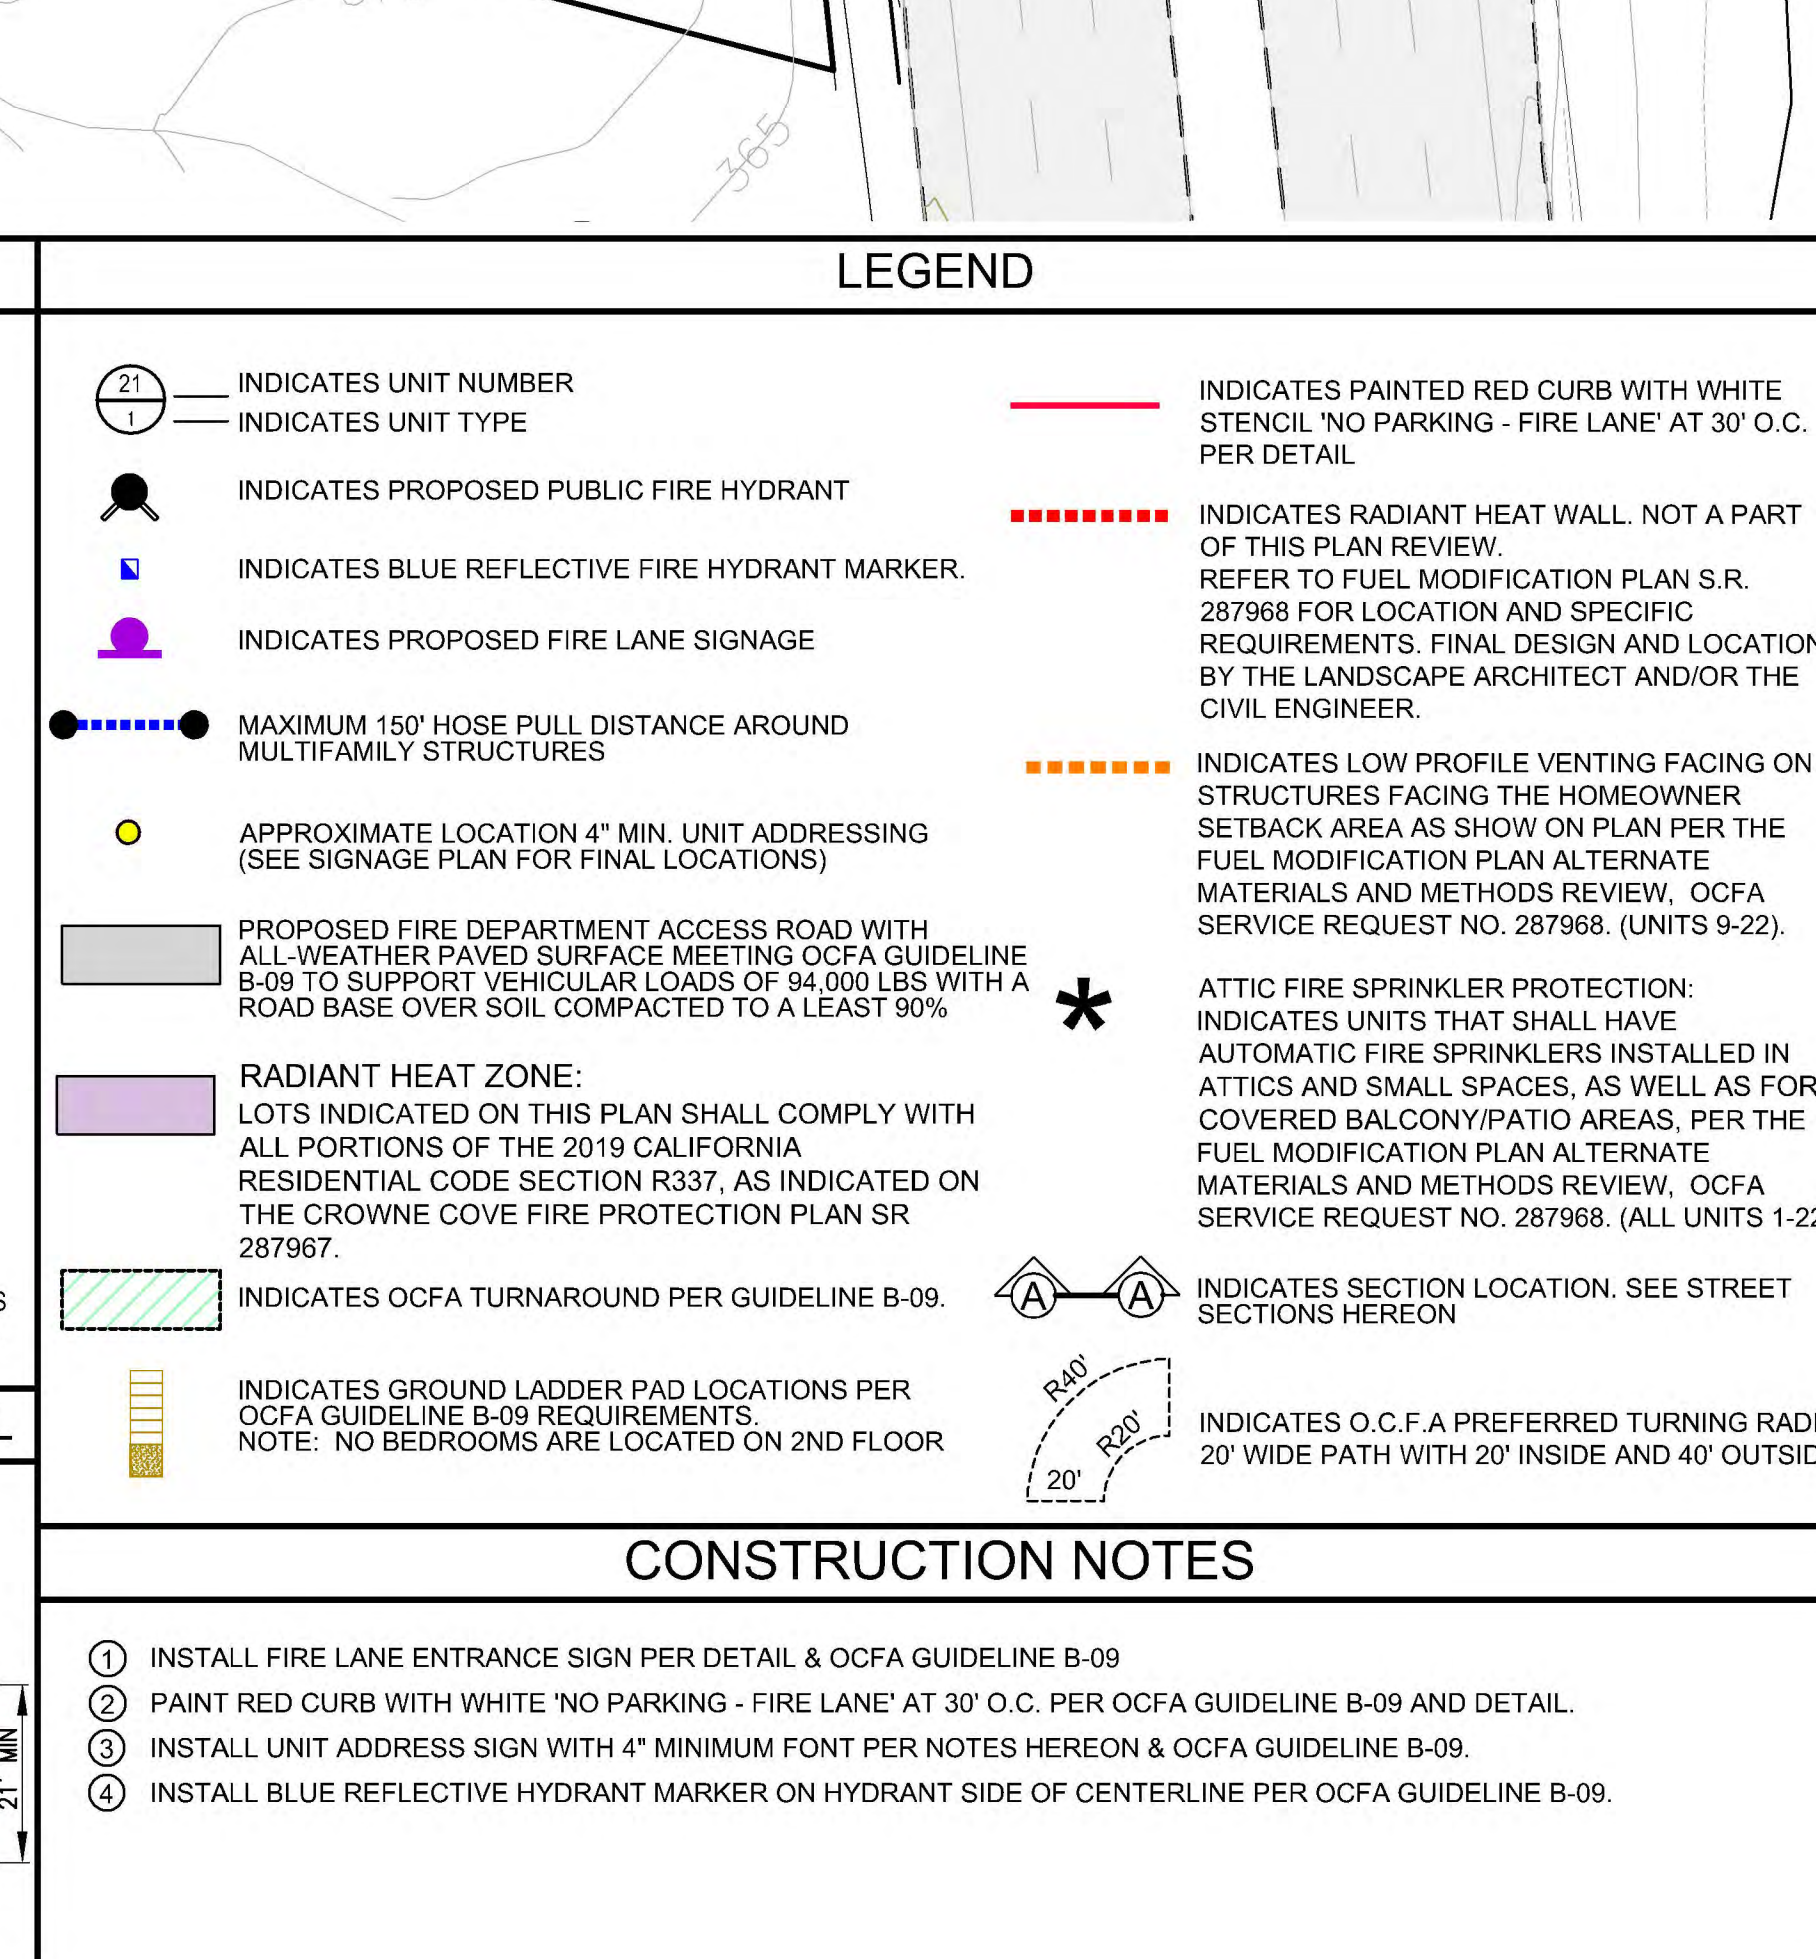 365
LEGEND
21
1
INDICATES UNIT NUMBER
INDICATES UNIT TYPE
INDICATES PROPOSED PUBLIC FIRE HYDRANT
INDICATES BLUE REFLECTIVE FIRE HYDRANT MARKER.
INDICATES PROPOSED FIRE LANE SIGNAGE
MAXIMUM 150' HOSE PULL DISTANCE AROUND
MULTIFAMILY STRUCTURES
APPROXIMATE LOCATION 4" MIN. UNIT ADDRESSING
(SEE SIGNAGE PLAN FOR FINAL LOCATIONS)
PROPOSED FIRE DEPARTMENT ACCESS ROAD WITH
ALL-WEATHER PAVED SURFACE MEETING OCFA GUIDELINE
B-09 TO SUPPORT VEHICULAR LOADS OF 94,000 LBS WITH A
ROAD BASE OVER SOIL COMPACTED TO A LEAST 90%
RADIANT HEAT ZONE:
LOTS INDICATED ON THIS PLAN SHALL COMPLY WITH
ALL PORTIONS OF THE 2019 CALIFORNIA
RESIDENTIAL CODE SECTION R337, AS INDICATED ON
THE CROWNE COVE FIRE PROTECTION PLAN SR
287967.
INDICATES OCFA TURNAROUND PER GUIDELINE B-09.
INDICATES GROUND LADDER PAD LOCATIONS PER
OCFA GUIDELINE B-09 REQUIREMENTS.
NOTE: NO BEDROOMS ARE LOCATED ON 2ND FLOOR
INDICATES PAINTED RED CURB WITH WHITE
STENCIL 'NO PARKING - FIRE LANE' AT 30' O.C.
PER DETAIL
INDICATES RADIANT HEAT WALL. NOT A PART
OF THIS PLAN REVIEW.
REFER TO FUEL MODIFICATION PLAN S.R.
287968 FOR LOCATION AND SPECIFIC
REQUIREMENTS. FINAL DESIGN AND LOCATION
BY THE LANDSCAPE ARCHITECT AND/OR THE
CIVIL ENGINEER.
INDICATES LOW PROFILE VENTING FACING ON
STRUCTURES FACING THE HOMEOWNER
SETBACK AREA AS SHOW ON PLAN PER THE
FUEL MODIFICATION PLAN ALTERNATE
MATERIALS AND METHODS REVIEW, OCFA
SERVICE REQUEST NO. 287968. (UNITS 9-22).
*
ATTIC FIRE SPRINKLER PROTECTION:
INDICATES UNITS THAT SHALL HAVE
AUTOMATIC FIRE SPRINKLERS INSTALLED IN
ATTICS AND SMALL SPACES, AS WELL AS FOR
COVERED BALCONY/PATIO AREAS, PER THE
FUEL MODIFICATION PLAN ALTERNATE
MATERIALS AND METHODS REVIEW, OCFA
SERVICE REQUEST NO. 287968. (ALL UNITS 1-22
A A
INDICATES SECTION LOCATION. SEE STREET
SECTIONS HEREON
R40'
R20'
20'
INDICATES O.C.F.A PREFERRED TURNING
20' WIDE PATH WITH 20' INSIDE AND 40'
CONSTRUCTION NOTES
1 INSTALL FIRE LANE ENTRANCE SIGN PER DETAIL & OCFA GUIDELINE B-09
2 PAINT RED CURB WITH WHITE 'NO PARKING - FIRE LANE' AT 30' O.C. PER OCFA GUIDELINE B-09 AND DETAIL.
3 INSTALL UNIT ADDRESS SIGN WITH 4" MINIMUM FONT PER NOTES HEREON & OCFA GUIDELINE B-09.
4 INSTALL BLUE REFLECTIVE HYDRANT MARKER ON HYDRANT SIDE OF CENTERLINE PER OCFA GUIDELINE B-09.
21' MIN